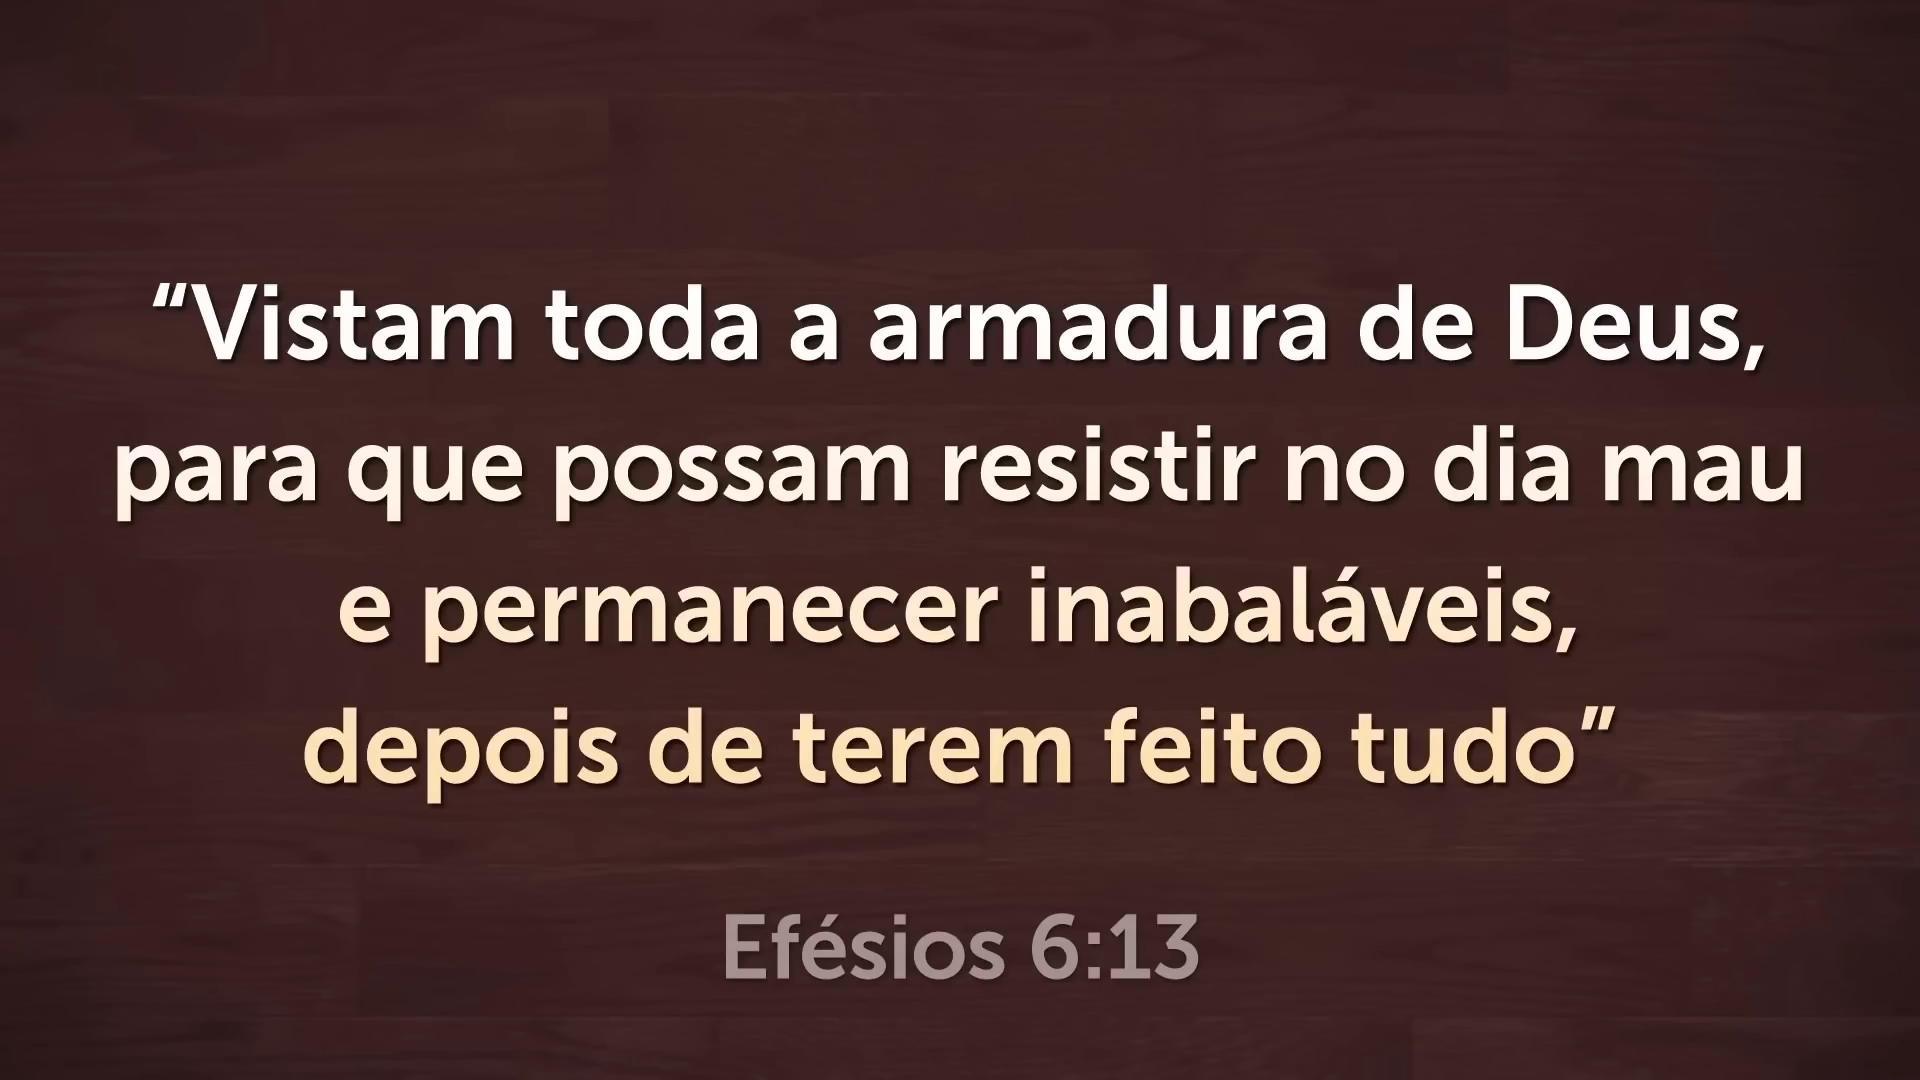 “Vistam toda a armadura de Deus,
para que possam resistir no dia mau
e permanecer inabaláveis,
depois de terem feito tudo”
Efésios 6:13